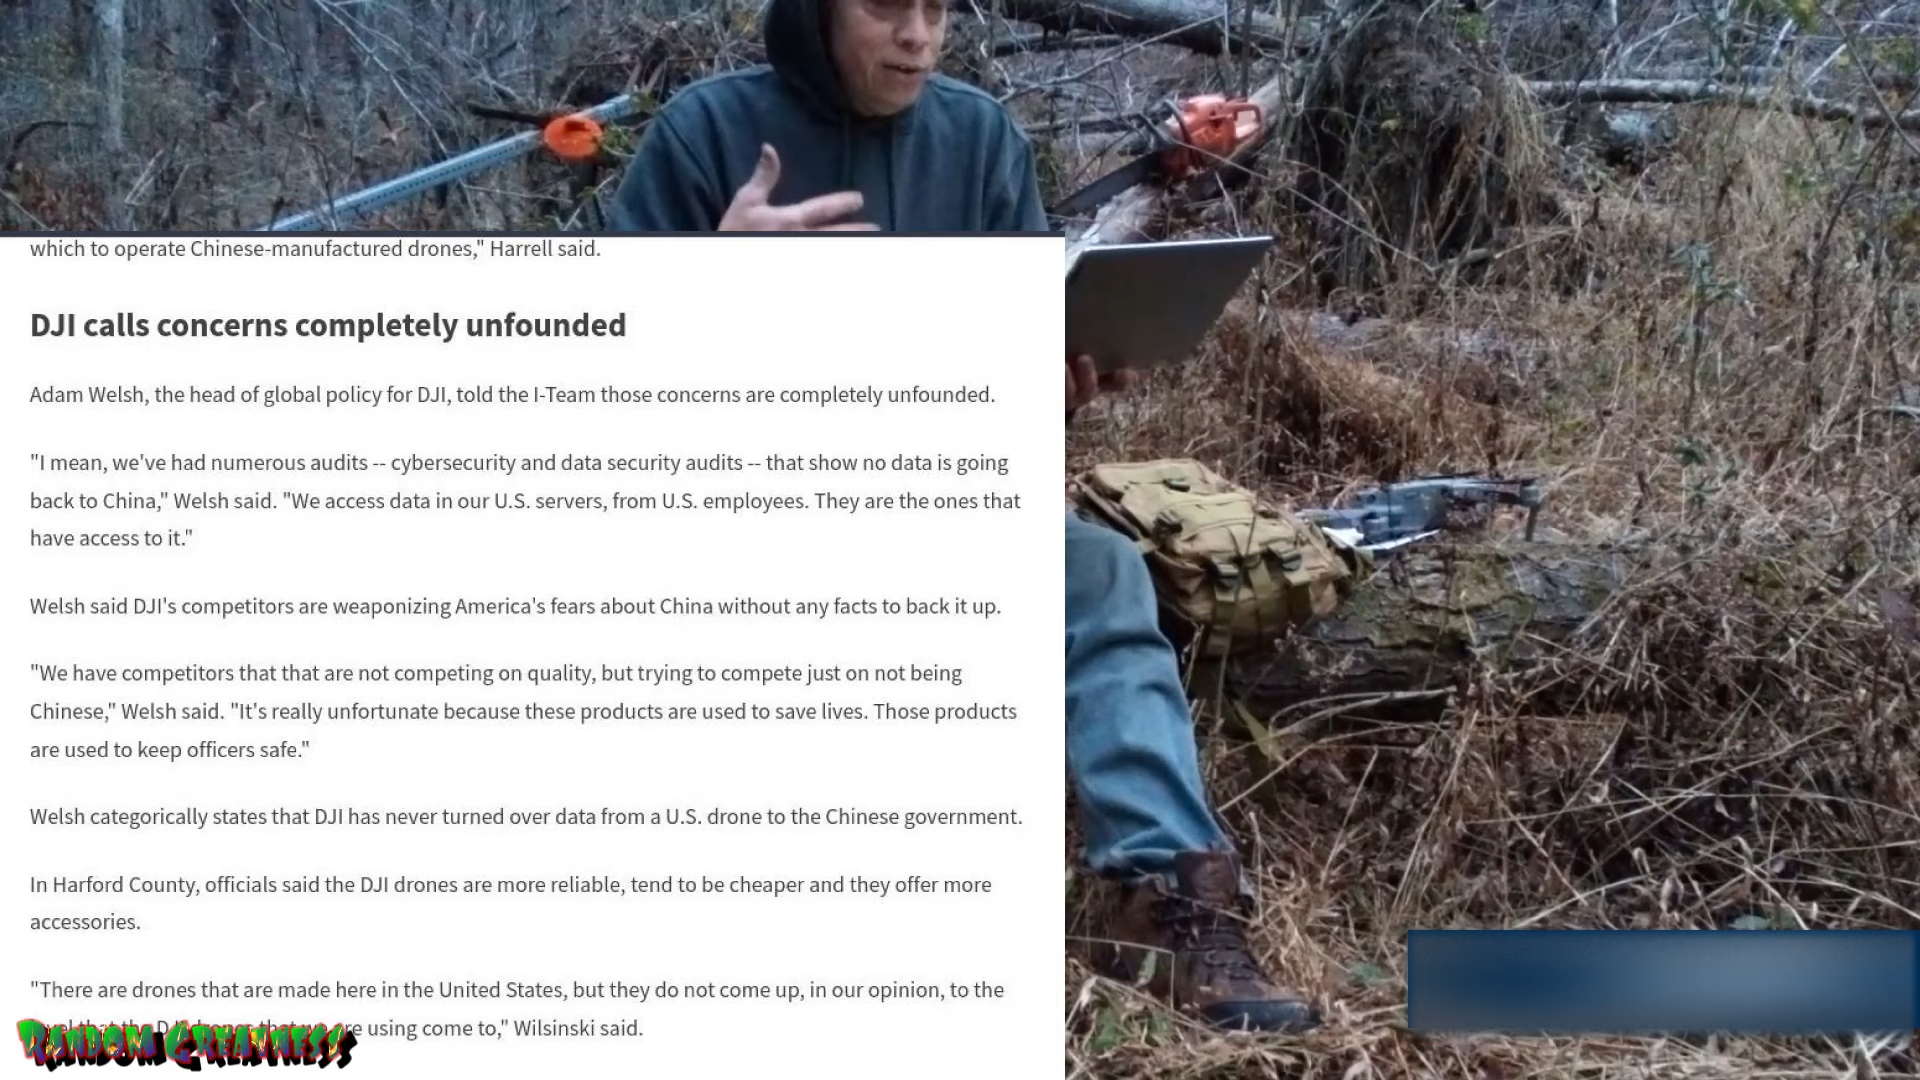 which to operate Chinese-manufactured drones," Harrell said.
DJI calls concerns completely unfounded
Adam Welsh, the head of global policy for DJI, told the I-Team those concerns are completely unfounded.
"I mean, we've had numerous audits -- cybersecurity and data security audits -- that show no data is going
back to China," Welsh said. "We access data in our U.S. servers, from U.S. employees. They are the ones that
have access to it."
Welsh said DJI's competitors are weaponizing America's fears about China without any facts to back it up.
"We have competitors that that are not competing on quality, but trying to compete just on not being
Chinese," Welsh said. "It's really unfortunate because these products are used to save lives. Those products
are used to keep officers safe."
Welsh categorically states that DJI has never turned over data from a U.S. drone to the Chinese government.
In Harford County, officials said the DJI drones are more reliable, tend to be cheaper and they offer more
accessories.
"There are drones that are made here in the United States, but they do not come up, in our opinion, to the
using come to," Wilsinski said.
Random Greatness